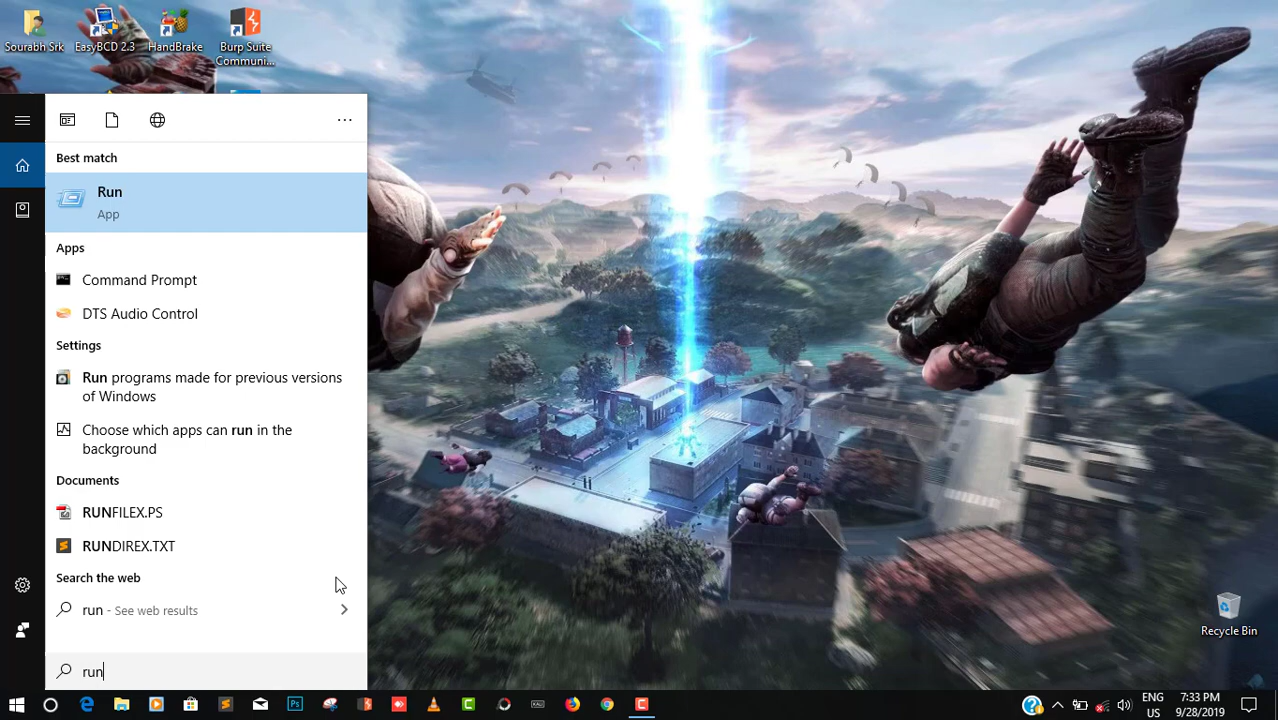 Sourabh Srk
EasyBCD 2.3
HandBrake
Burp Suite
Communi...
Best match
Run
App
Apps
Command Prompt
DTS Audio Control
Settings
Run programs made for previous versions
of Windows
Choose which apps can run in the
background
Documents
RUNFILEX.PS
RUNDIREX.TXT
Search the web
run - See web results
run
Recycle Bin
ENG
US
7:33 PM
9/28/2019